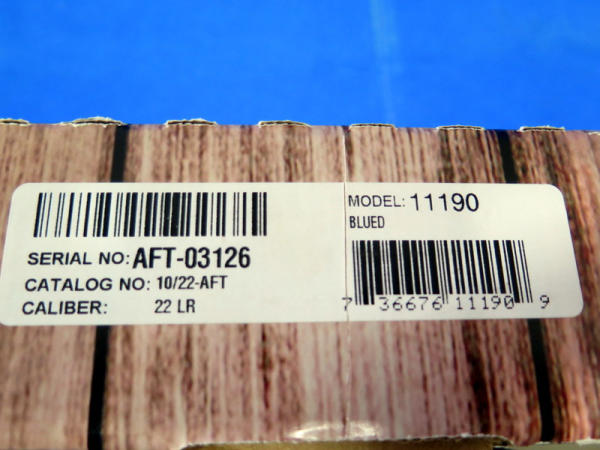 SERIAL NO: AFT-03126
CATALOG NO: 10/22-AFT
CALIBER: 22 LR
MODEL: 11190
BLUED
7 36676 11190 9